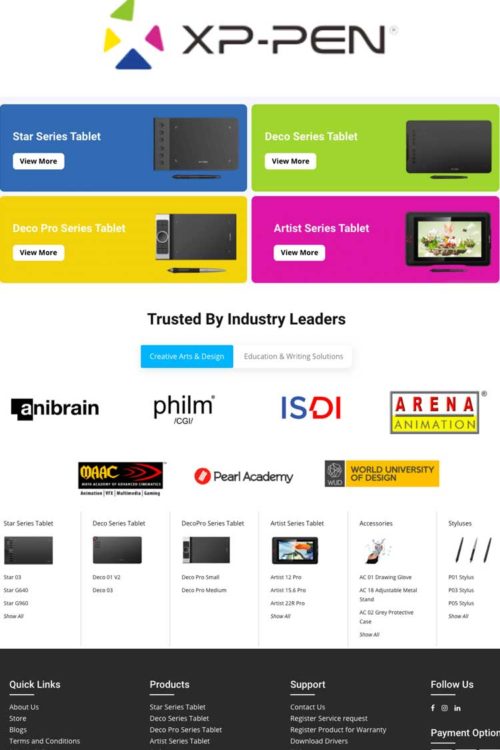 XP-PEN®
Star Series Tablet
View More
Deco Series Tablet
View More
Deco Pro Series Tablet
View More
Artist Series Tablet
View More
Trusted By Industry Leaders
Creative Arts & Design
Education & Writing Solutions
anibrain
philm®
/CGI/
ISDI
ARENA®
ANIMATION
MAAC
MAYA ACADEMY OF ADVANCED CINEMATICS
Animation | VFX | Multimedia | Gaming
Pearl Academy
WUD
WORLD UNIVERSITY
OF DESIGN
Star Series Tablet
Star 03
Star G640
Star G960
Show All
Deco Series Tablet
Deco 01 V2
Deco 03
DecoPro Series Tablet
Deco Pro Small
Deco Pro Medium
Artist Series Tablet
Artist 12 Pro
Artist 15.6 Pro
Artist 22R Pro
Show All
Accessories
AC 01 Drawing Glove
AC 18 Adjustable Metal
Stand
AC 02 Grey Protective
Case
Show All
Styluses
P01 Stylus
P03 Stylus
P05 Stylus
Show All
Quick Links
About Us
Store
Blogs
Terms and Conditions
Products
Star Series Tablet
Deco Series Tablet
Deco Pro Series Tablet
Artist Series Tablet
Support
Contact Us
Register Service request
Register Product for Warranty
Download Drivers
Follow Us
Payment Option